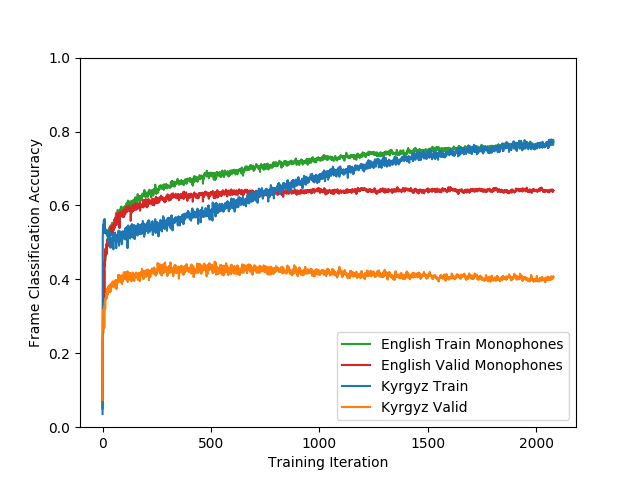 1.0
0.8
0.6
0.4
0.2
0.0
Frame Classification Accuracy
English Train Monophones
English Valid Monophones
Kyrgyz Train
Kyrgyz Valid
0 500 1000 1500 2000
Training Iteration